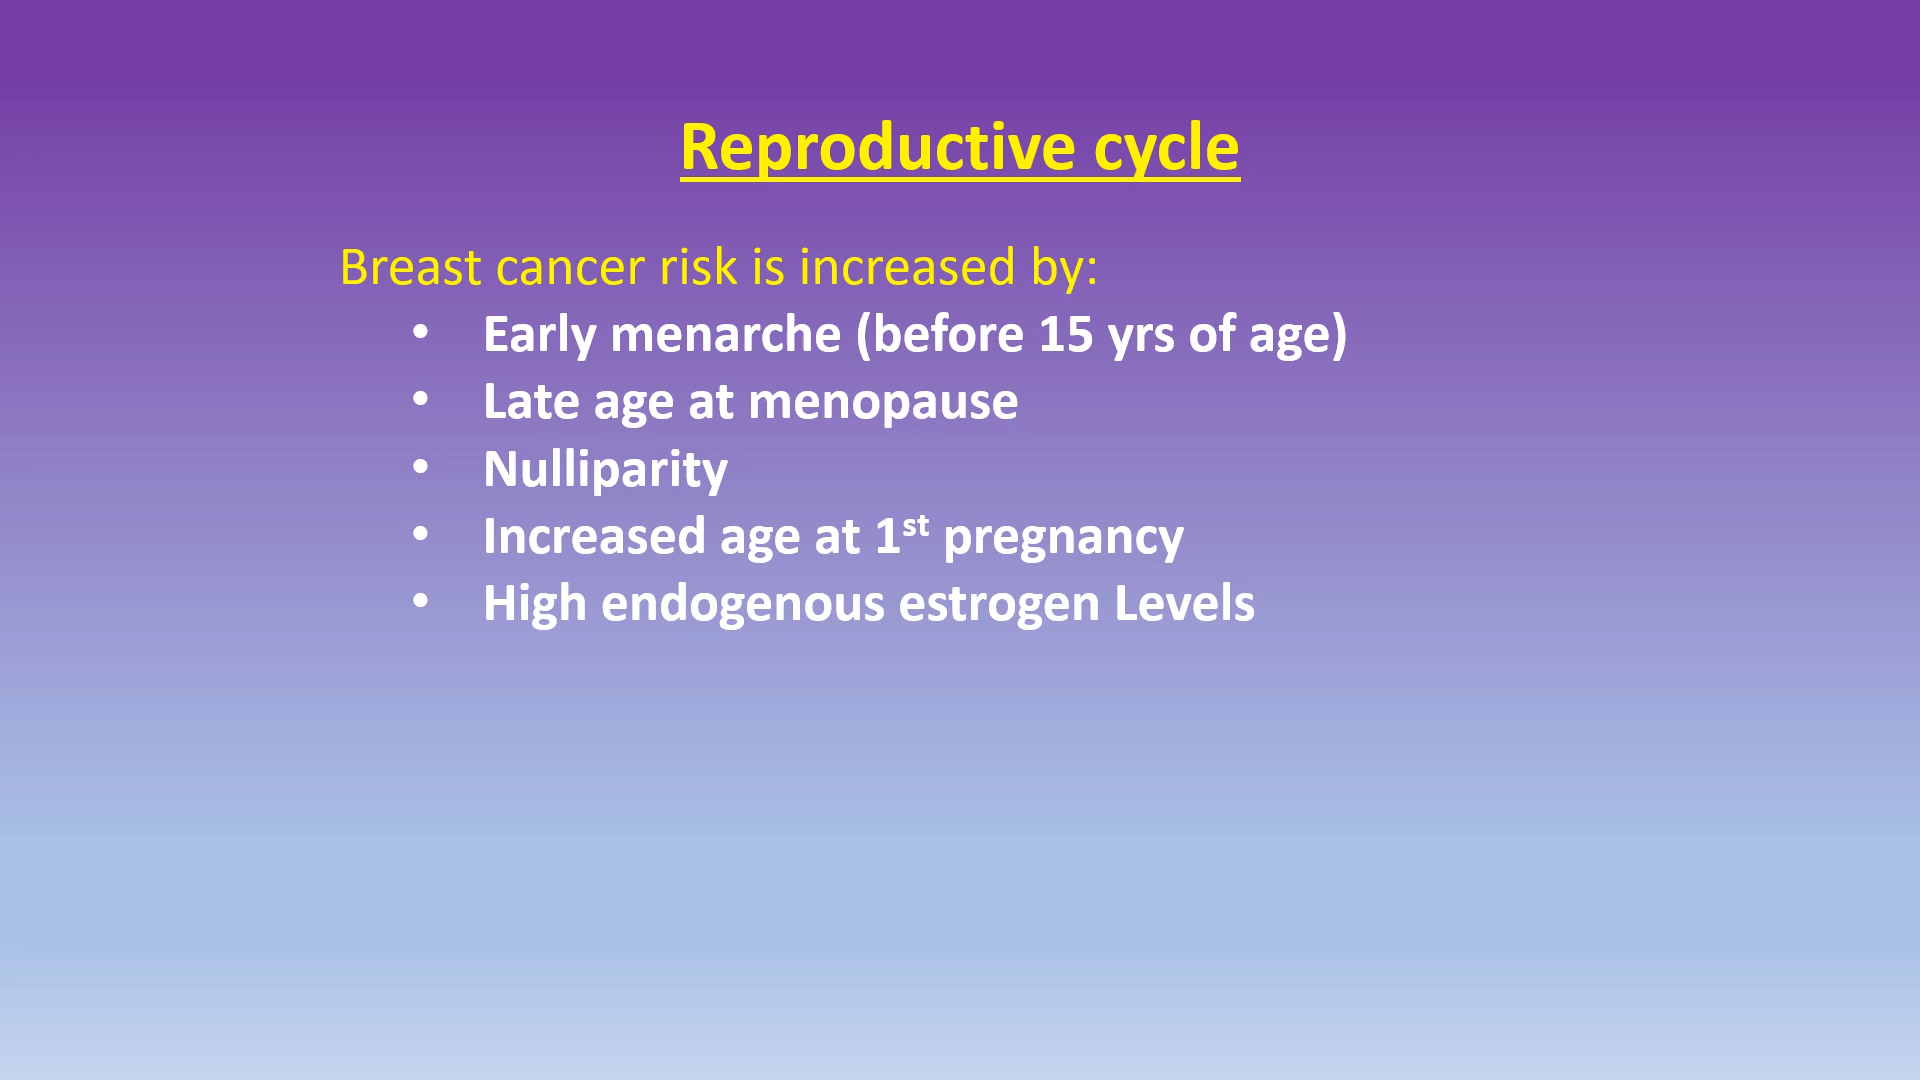 Reproductive cycle
Breast cancer risk is increased by:
• Early menarche (before 15 yrs of age)
• Late age at menopause
• Nulliparity
• Increased age at 1st pregnancy
• High endogenous estrogen Levels